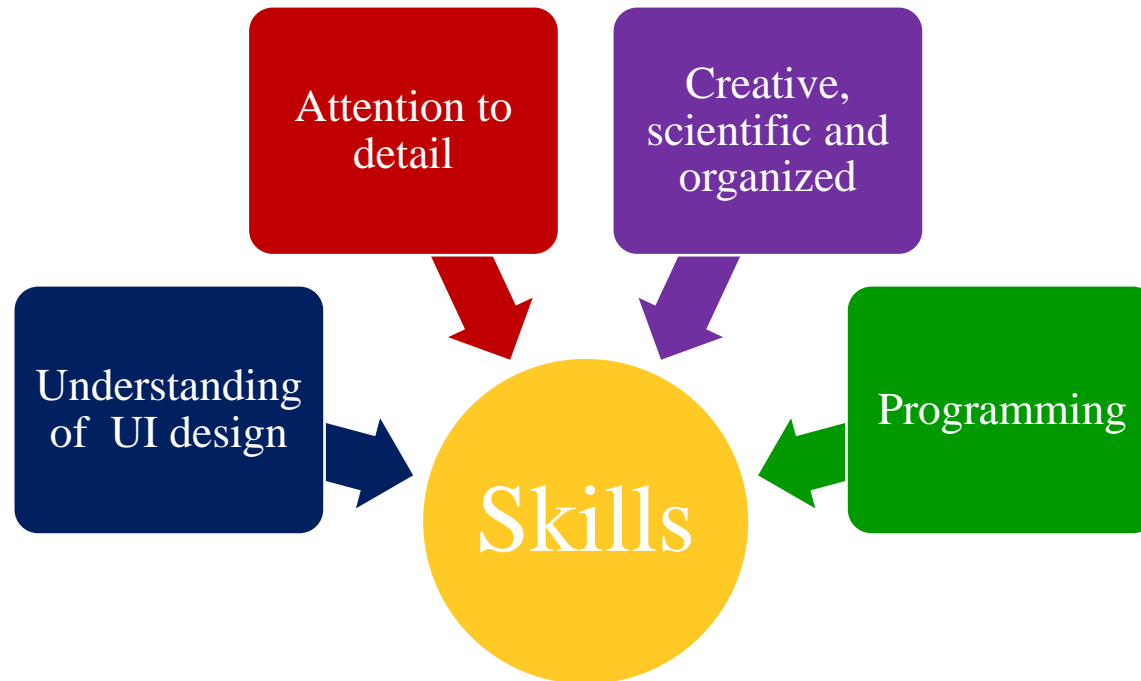 Attention to
detail
Creative,
scientific and
organized
Understanding
of  UI design
Programming
Skills